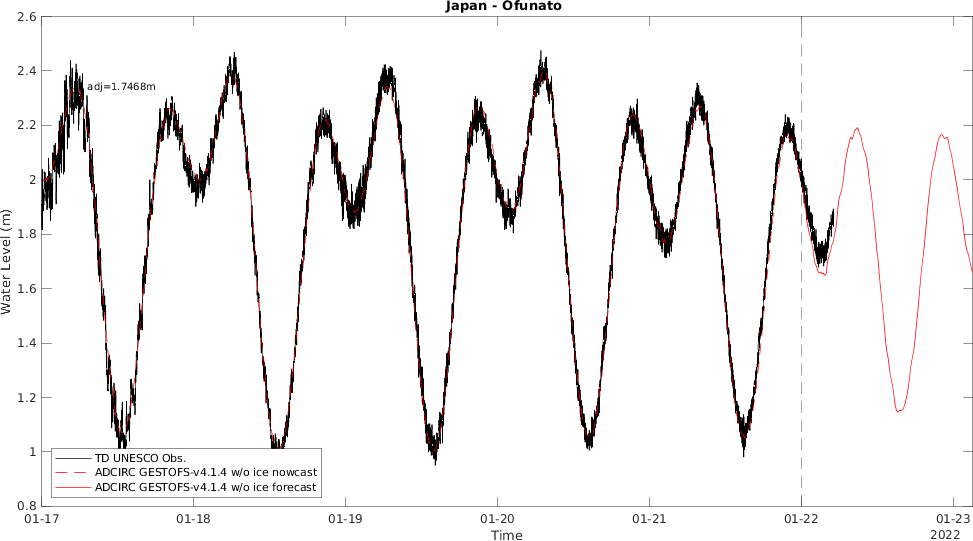 Japan - Ofunato
2.6
2.4
2.2
2
1.8
1.6
1.4
1.2
1
0.8
Water Level (m)
adj=1.7468m
TD UNESCO Obs.
ADCIRC GESTOFS-v4.1.4 w/o ice nowcast
ADCIRC GESTOFS-v4.1.4 w/o ice forecast
01-17 01-18 01-19 01-20 01-21 01-22 01-23
Time
2022